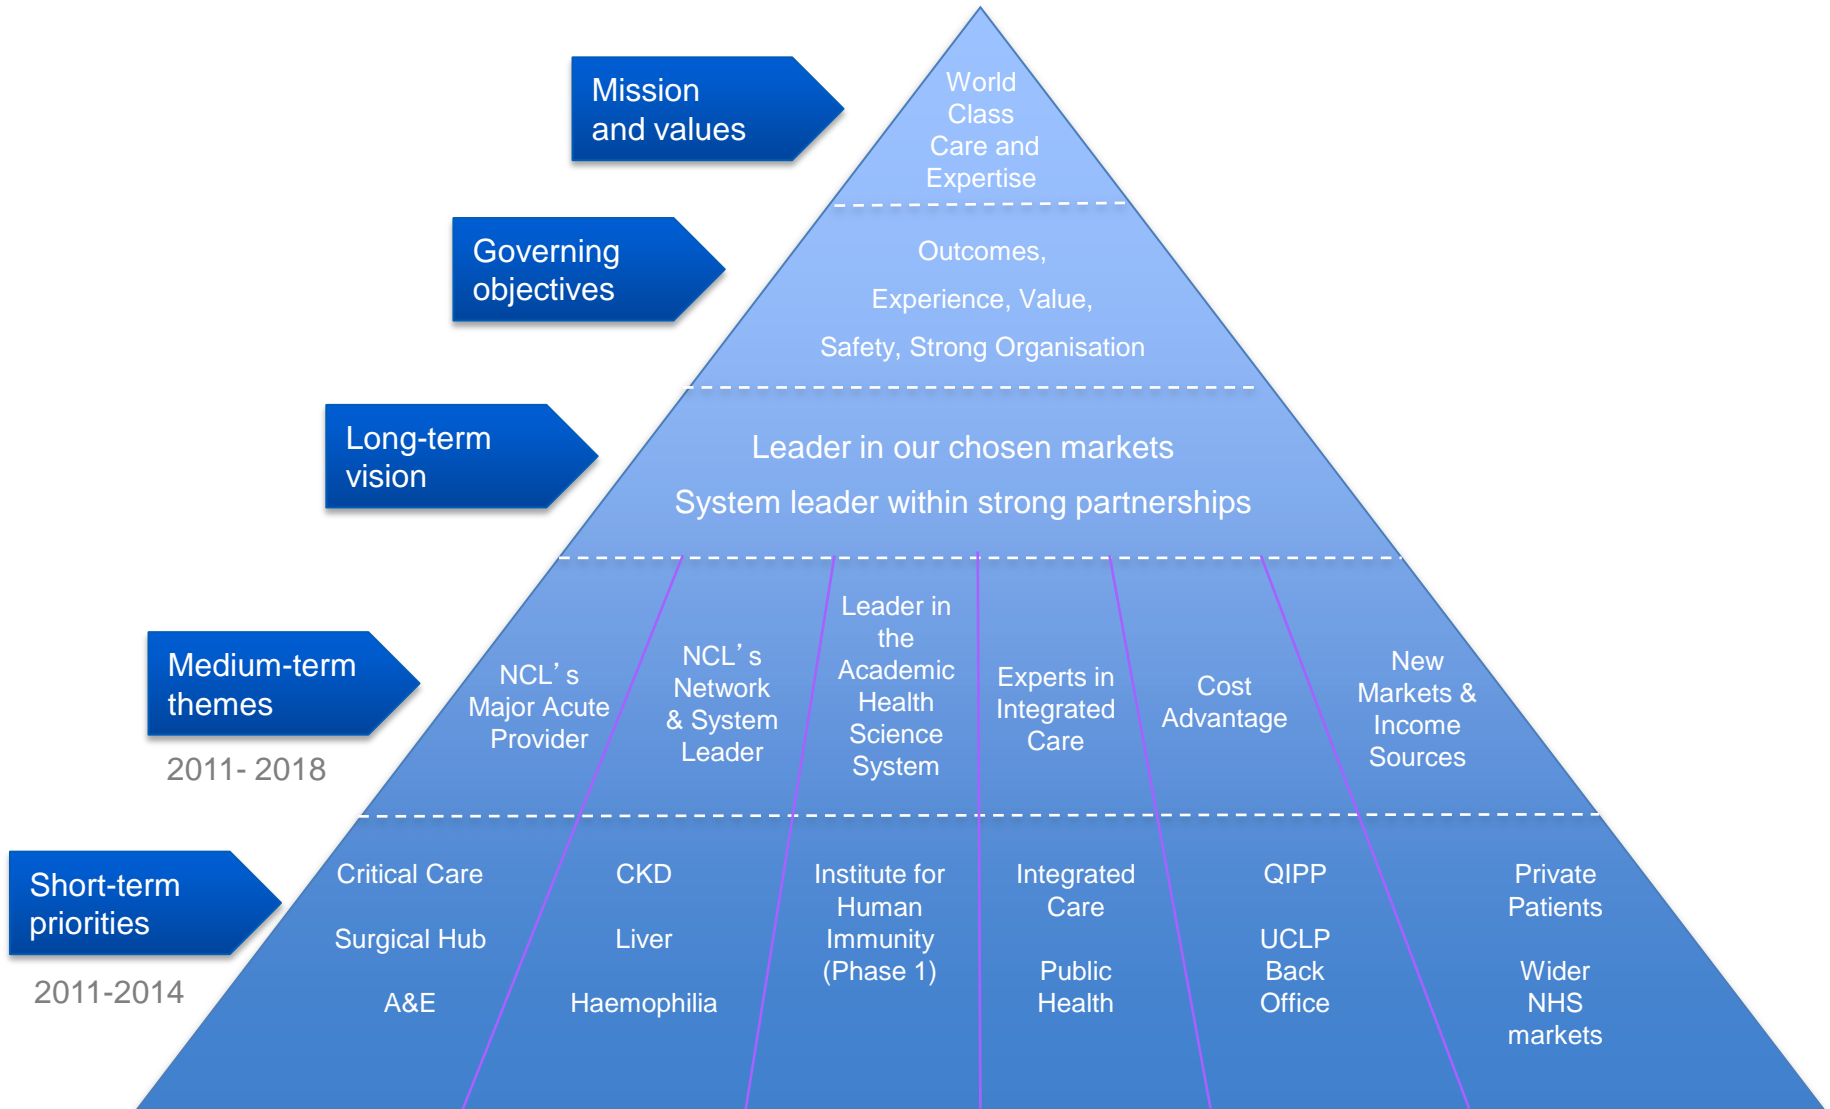 Mission
and values
World
Class
Care and
Expertise
Governing
objectives
Outcomes,
Experience, Value,
Safety, Strong Organisation
Long-term
vision
Leader in our chosen markets
System leader within strong partnerships
Medium-term
themes
2011- 2018
NCL’s
Major Acute
Provider
NCL’s
Network
& System
Leader
Leader in
the
Academic
Health
Science
System
Experts in
Integrated
Care
Cost
Advantage
New
Markets &
Income
Sources
Short-term
priorities
2011-2014
Critical Care
Surgical Hub
A&E
CKD
Liver
Haemophilia
Institute for
Human
Immunity
(Phase 1)
Integrated
Care
Public
Health
QIPP
UCLP
Back
Office
Private
Patients
Wider
NHS
markets